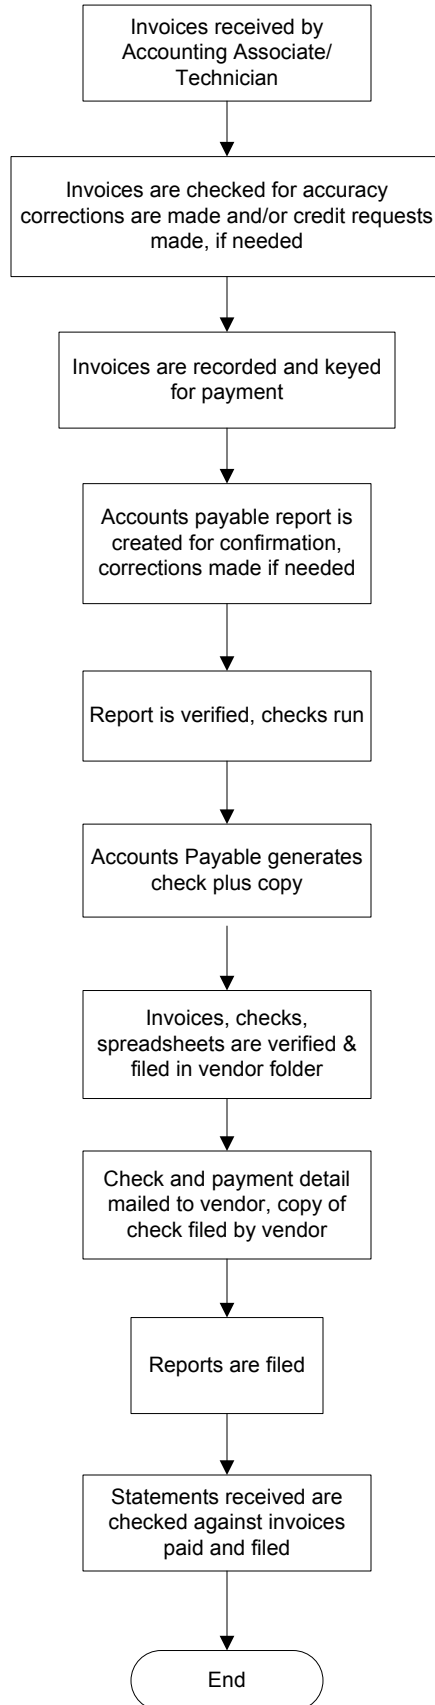 Invoices received by
Accounting Associate/
Technician
Invoices are checked for accuracy
corrections are made and/or credit requests
made, if needed
Invoices are recorded and keyed
for payment
Accounts payable report is
created for confirmation,
corrections made if needed
Report is verified, checks run
Accounts Payable generates
check plus copy
Invoices, checks,
spreadsheets are verified &
filed in vendor folder
Check and payment detail
mailed to vendor, copy of
check filed by vendor
Reports are filed
Statements received are
checked against invoices
paid and filed
End